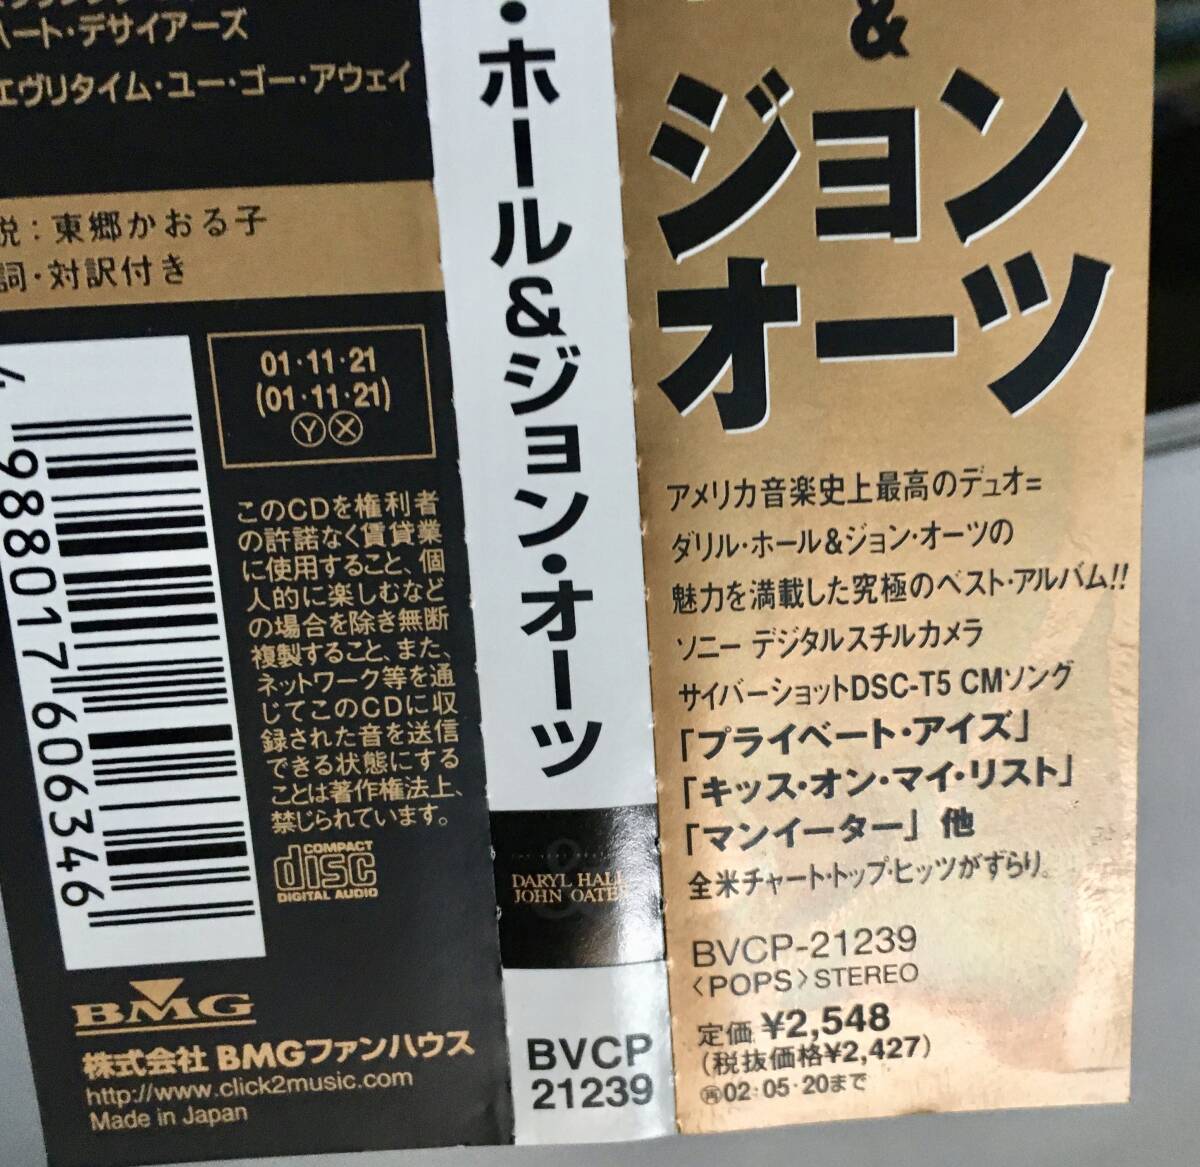 ハート・デサイアーズ
エヴリタイム・ユー・ゴー・アウェイ
説：東郷かおる子
詞・対訳付き
01・11・21
(01・11・21)
Ⓨ Ⓧ
このCDを権利者
の許諾なく賃貸業
に使用すること、個
人的に楽しむなど
の場合を除き無断
複製すること、また、
ネットワーク等を通
じてこのCDに収
録された音を送信
できる状態にする
ことは著作権法上、
禁じられています。
COMPACT
disc
DIGITAL AUDIO
4 988017 606346
BMG
株式会社 BMGファンハウス
http://www.click2music.com
Made in Japan
・ホール&ジョン・オーツ
DARYL HALL
JOHN OATES
BVCP
21239
&
ジョン
オーツ
アメリカ音楽史上最高のデュオ=
ダリル・ホール&ジョン・オーツの
魅力を満載した究極のベスト・アルバム!!
ソニー デジタルスチルカメラ
サイバーショットDSC-T5 CMソング
「プライベート・アイズ」
「キッス・オン・マイ・リスト」
「マンイーター」他
全米チャート・トップ・ヒッツがずらり。
BVCP-21239
〈POPS〉STEREO
定価 ¥2,548
(税抜価格¥2,427)
㋐02・05・20まで